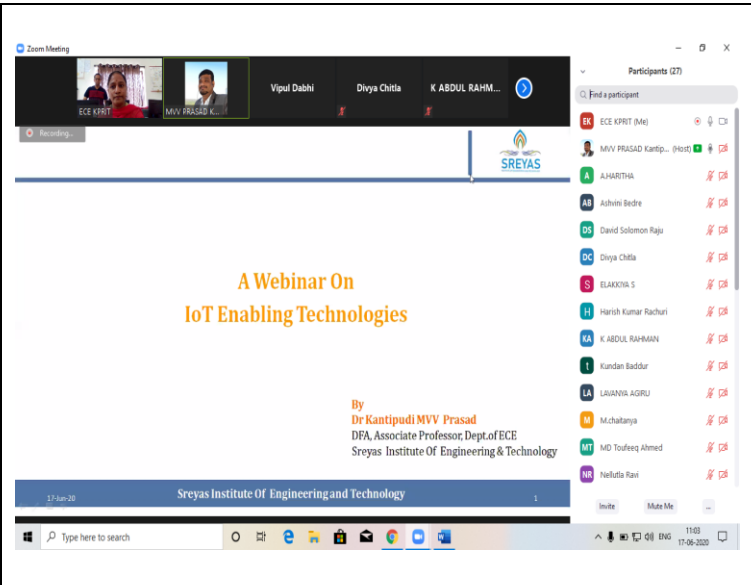 Zoom Meeting
ECE KPRIT
MVV PRASAD K...
Vipul Dabhi
Divya Chitla
K ABDUL RAHM...
Recording...
SREYAS
A Webinar On
IoT Enabling Technologies
By
Dr Kantipudi MVV Prasad
DFA, Associate Professor, Dept.of ECE
Sreyas Institute Of Engineering & Technology
17-Jun-20
Sreyas Institute Of Engineering and Technology
1
Participants (27)
Find a participant
EK ECE KPRIT (Me)
MVV PRASAD Kantip... (Host)
A A.HARITHA
AB Ashvini Bedre
DS David Solomon Raju
DC Divya Chitla
S ELAKKIYA S
H Harish Kumar Rachuri
KA K ABDUL RAHMAN
t Kundan Baddur
LA LAVANYA AGIRU
M M.chaitanya
MT MD Toufeeq Ahmed
NR Nellutla Ravi
Invite
Mute Me
...
Type here to search
ENG
11:03
17-06-2020